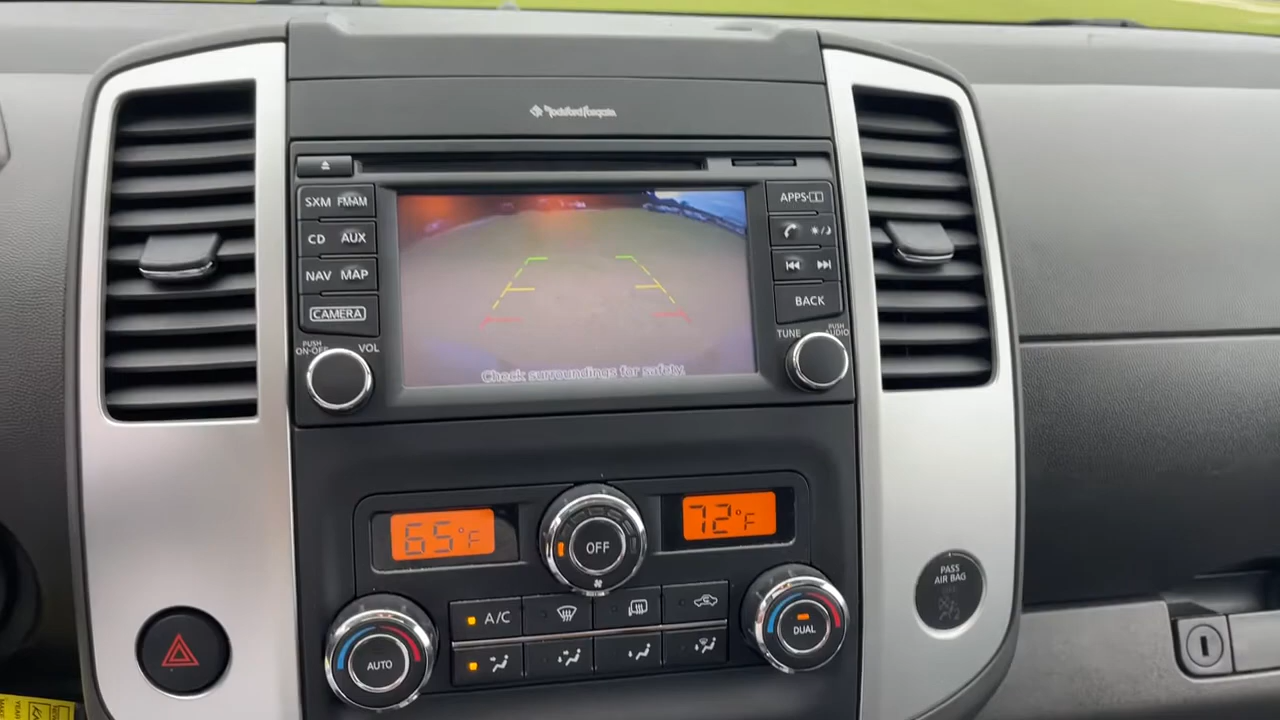 Rockford Fosgate
SXM FM·AM
CD AUX
NAV MAP
CAMERA
PUSH
ON·OFF
VOL
APPS
BACK
TUNE
PUSH
AUDIO
Check surroundings for safety.
65°F
72°F
OFF
A/C
AUTO
DUAL
PASS
AIR BAG
OFF